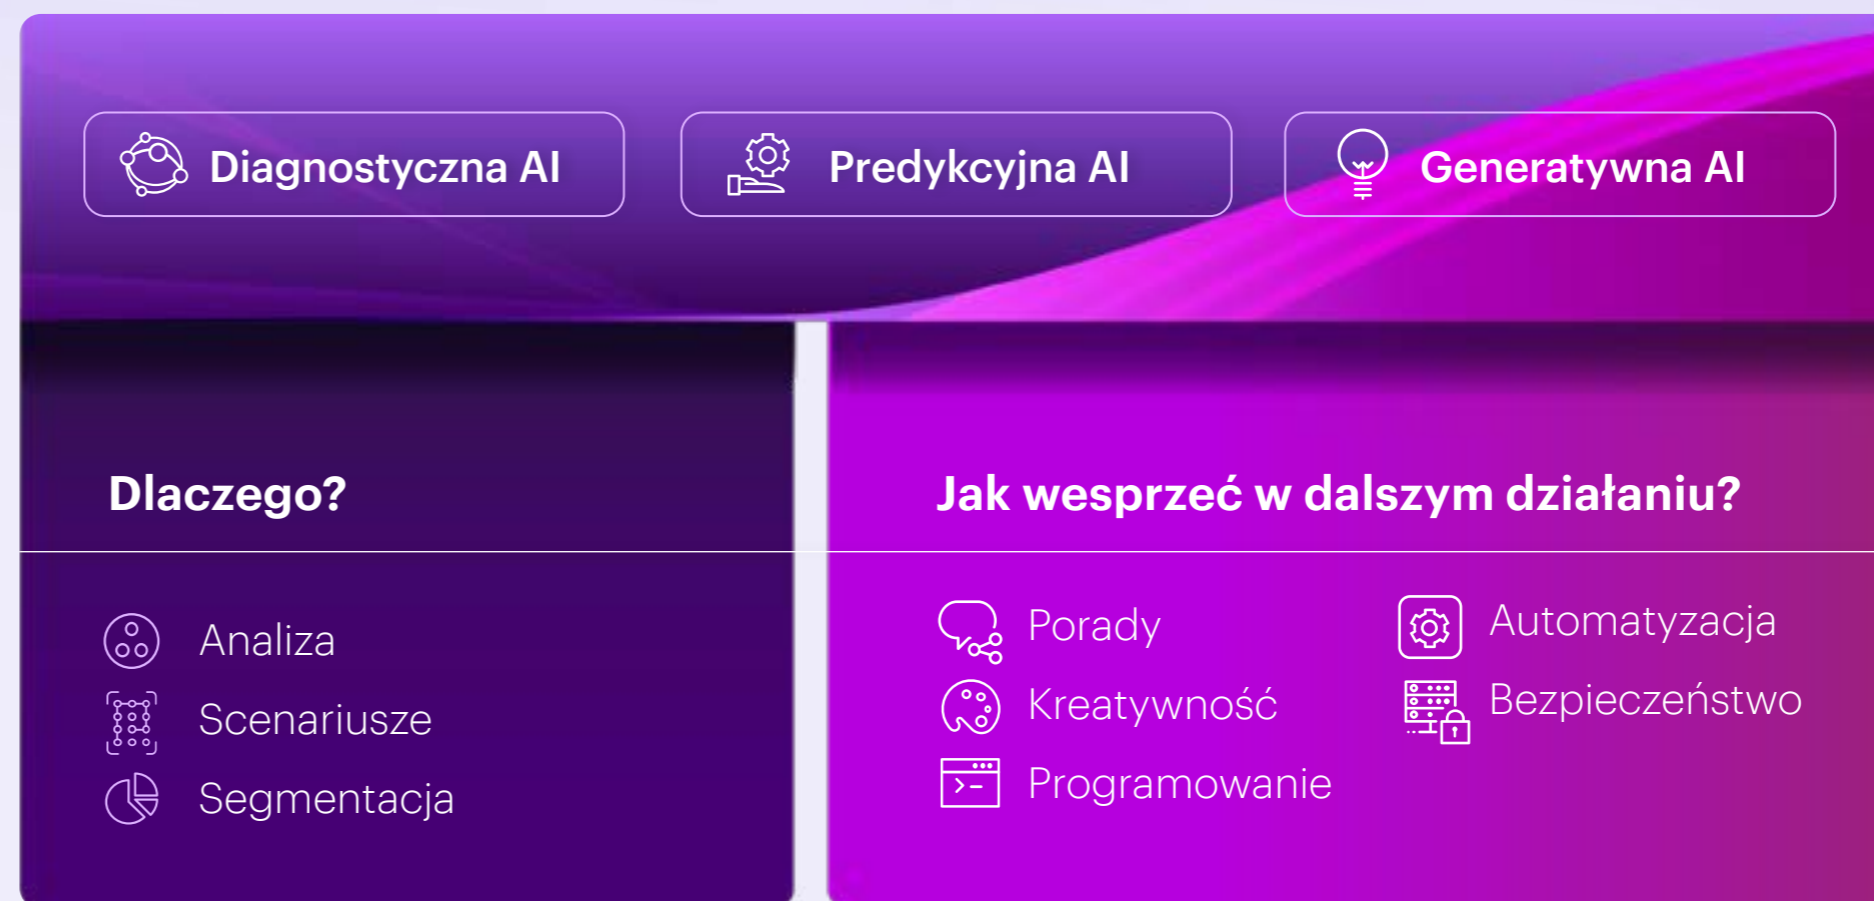 Diagnostyczna AI
Predykcyjna AI
Generatywna AI
Dlaczego?
Analiza
Scenariusze
Segmentacja
Jak wesprzeć w dalszym działaniu?
Porady
Kreatywność
Programowanie
Automatyzacja
Bezpieczeństwo